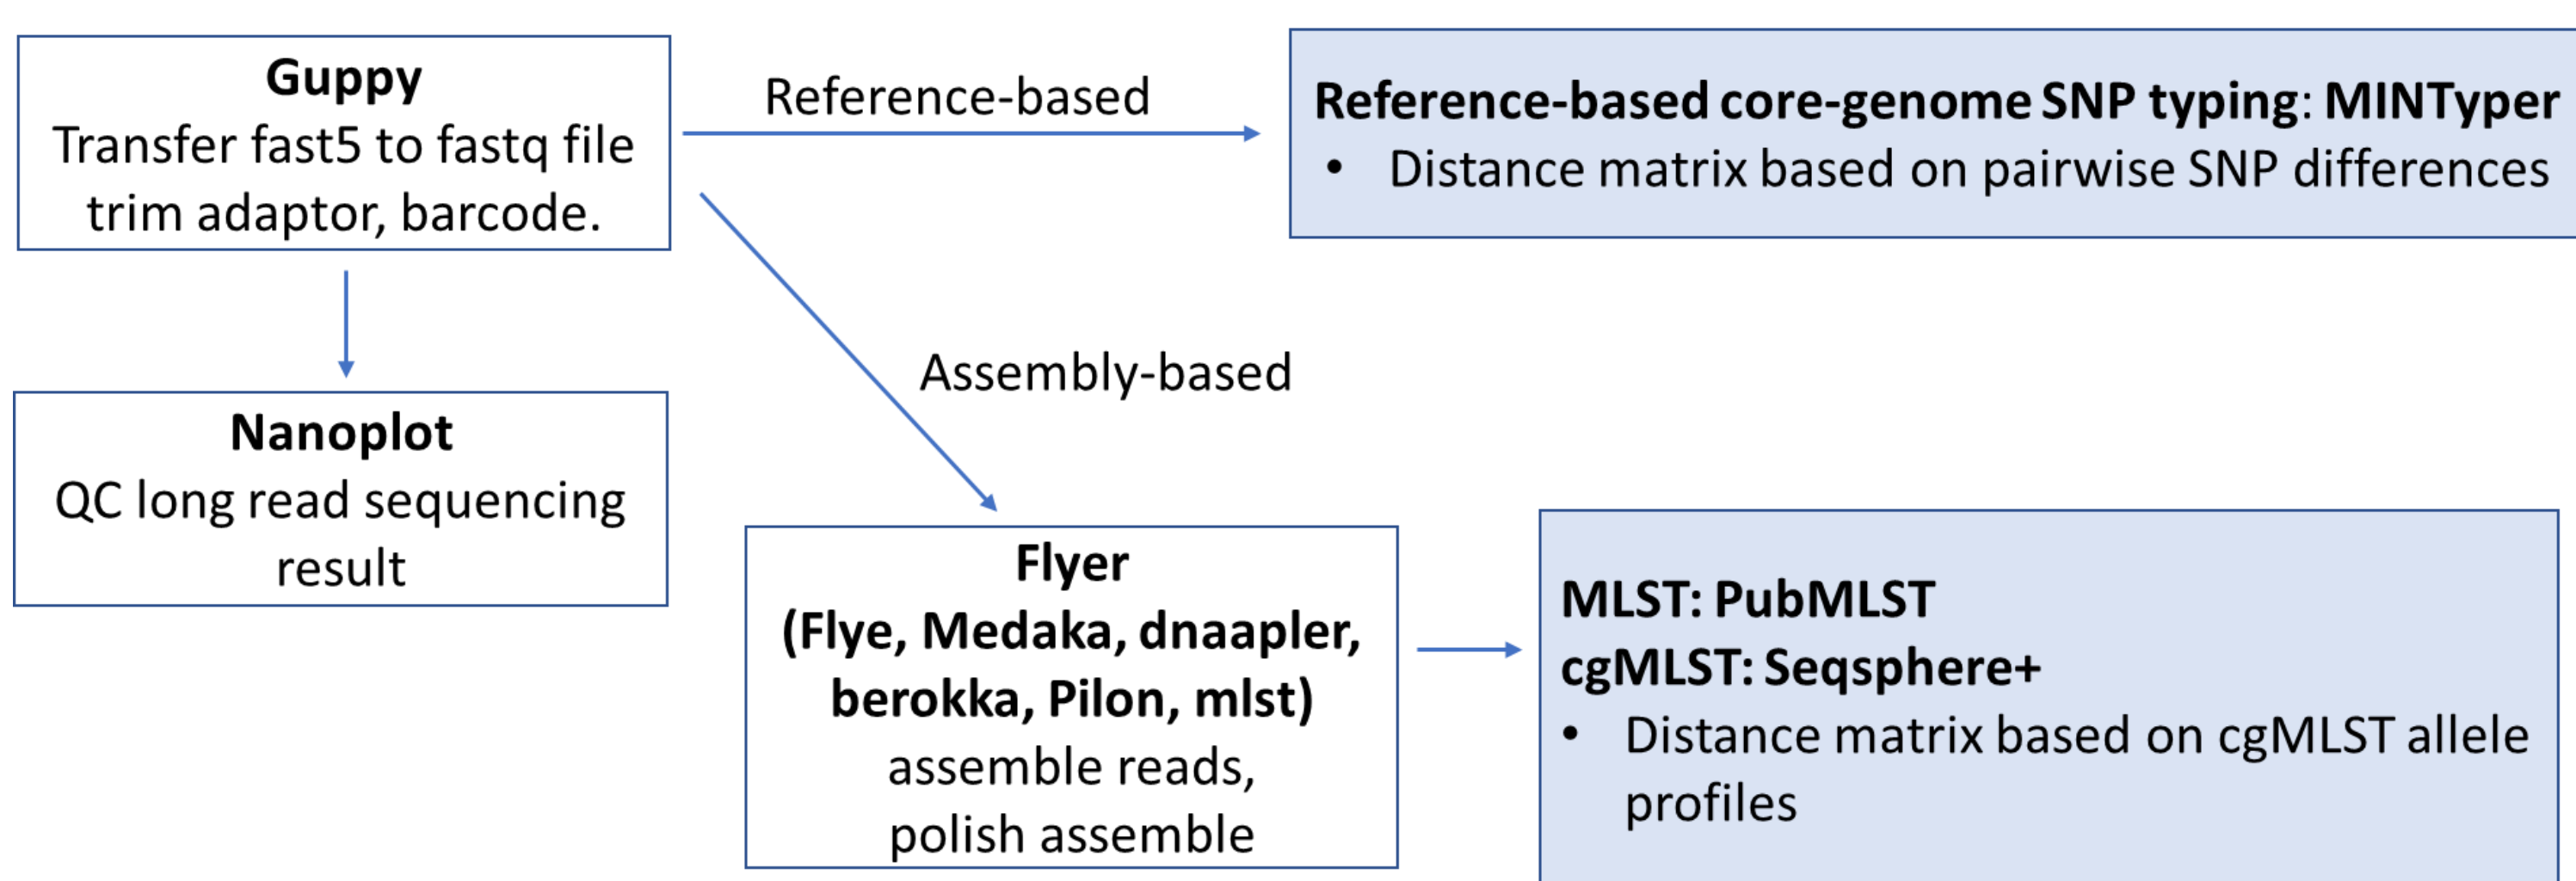 Guppy
Transfer fast5 to fastq file
trim adaptor, barcode.
Reference-based
Reference-based core-genome SNP typing: MINTyper
• Distance matrix based on pairwise SNP differences
Assembly-based
Nanoplot
QC long read sequencing
result
Flyer
(Flye, Medaka, dnaapler,
berokka, Pilon, mlst)
assemble reads,
polish assemble
MLST: PubMLST
cgMLST: Seqsphere+
• Distance matrix based on cgMLST allele
profiles